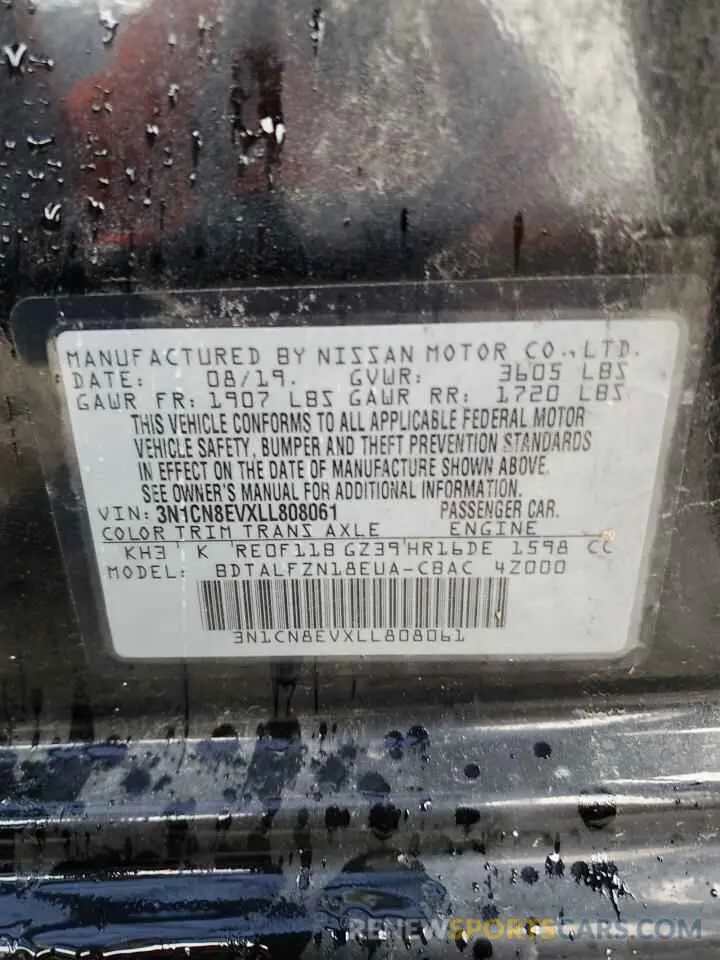 MANUFACTURED BY NISSAN MOTOR CO., LTD.
DATE: 08/19. GVWR: 3605 LBS
GAWR FR: 1907 LBS GAWR RR: 1720 LBS
THIS VEHICLE CONFORMS TO ALL APPLICABLE FEDERAL MOTOR
VEHICLE SAFETY, BUMPER AND THEFT PREVENTION STANDARDS
IN EFFECT ON THE DATE OF MANUFACTURE SHOWN ABOVE.
SEE OWNER'S MANUAL FOR ADDITIONAL INFORMATION.
VIN: 3N1CN8EVXLL808061 PASSENGER CAR.
COLOR TRIM TRANS AXLE ENGINE
KH3 K RE0F11B GZ39 HR16DE 1598 CC
MODEL: BDTALFZN18EUA-CBAC 4Z000
3N1CN8EVXLL808061
RENEWSPORTSCARS.COM